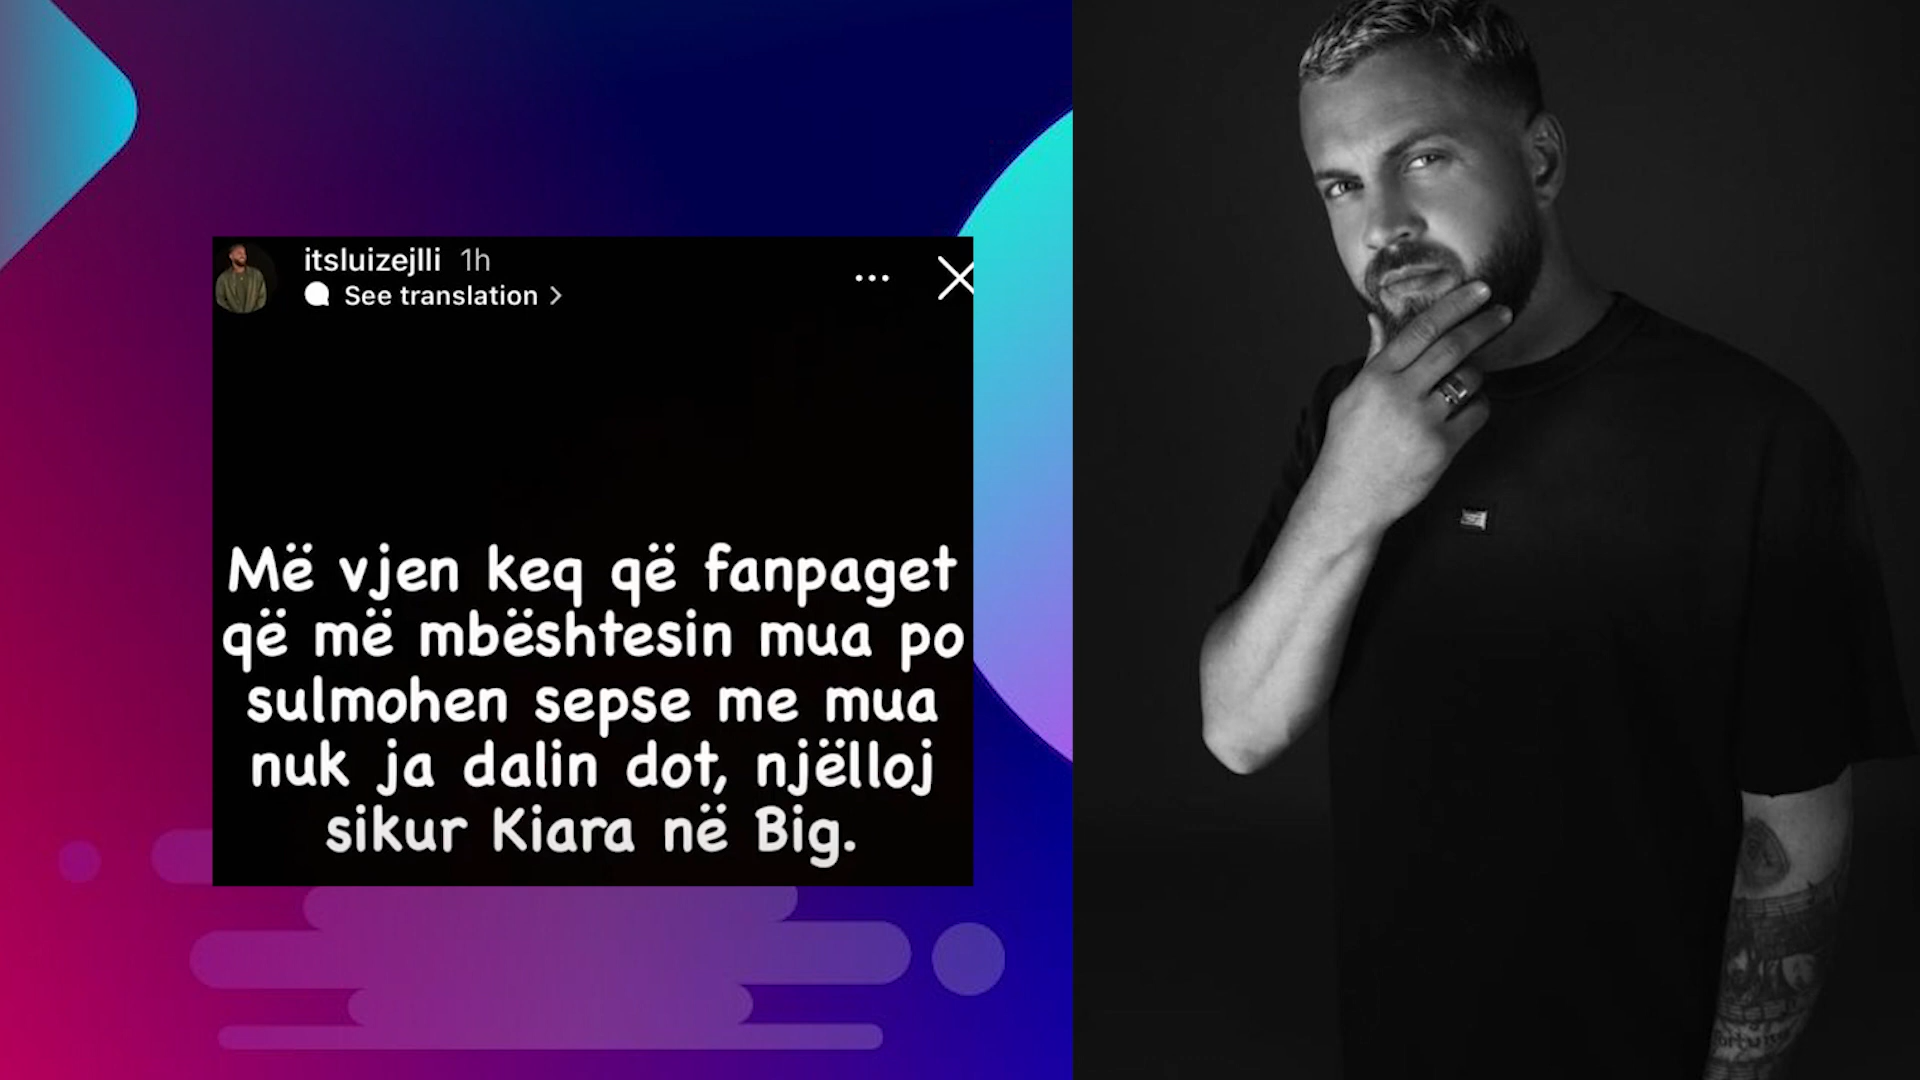 itsluizejlli 1h
See translation
Më vjen keq që fanpaget
që më mbështesin mua po
sulmohen sepse me mua
nuk ja dalin dot, njëlloj
sikur Kiara në Big.